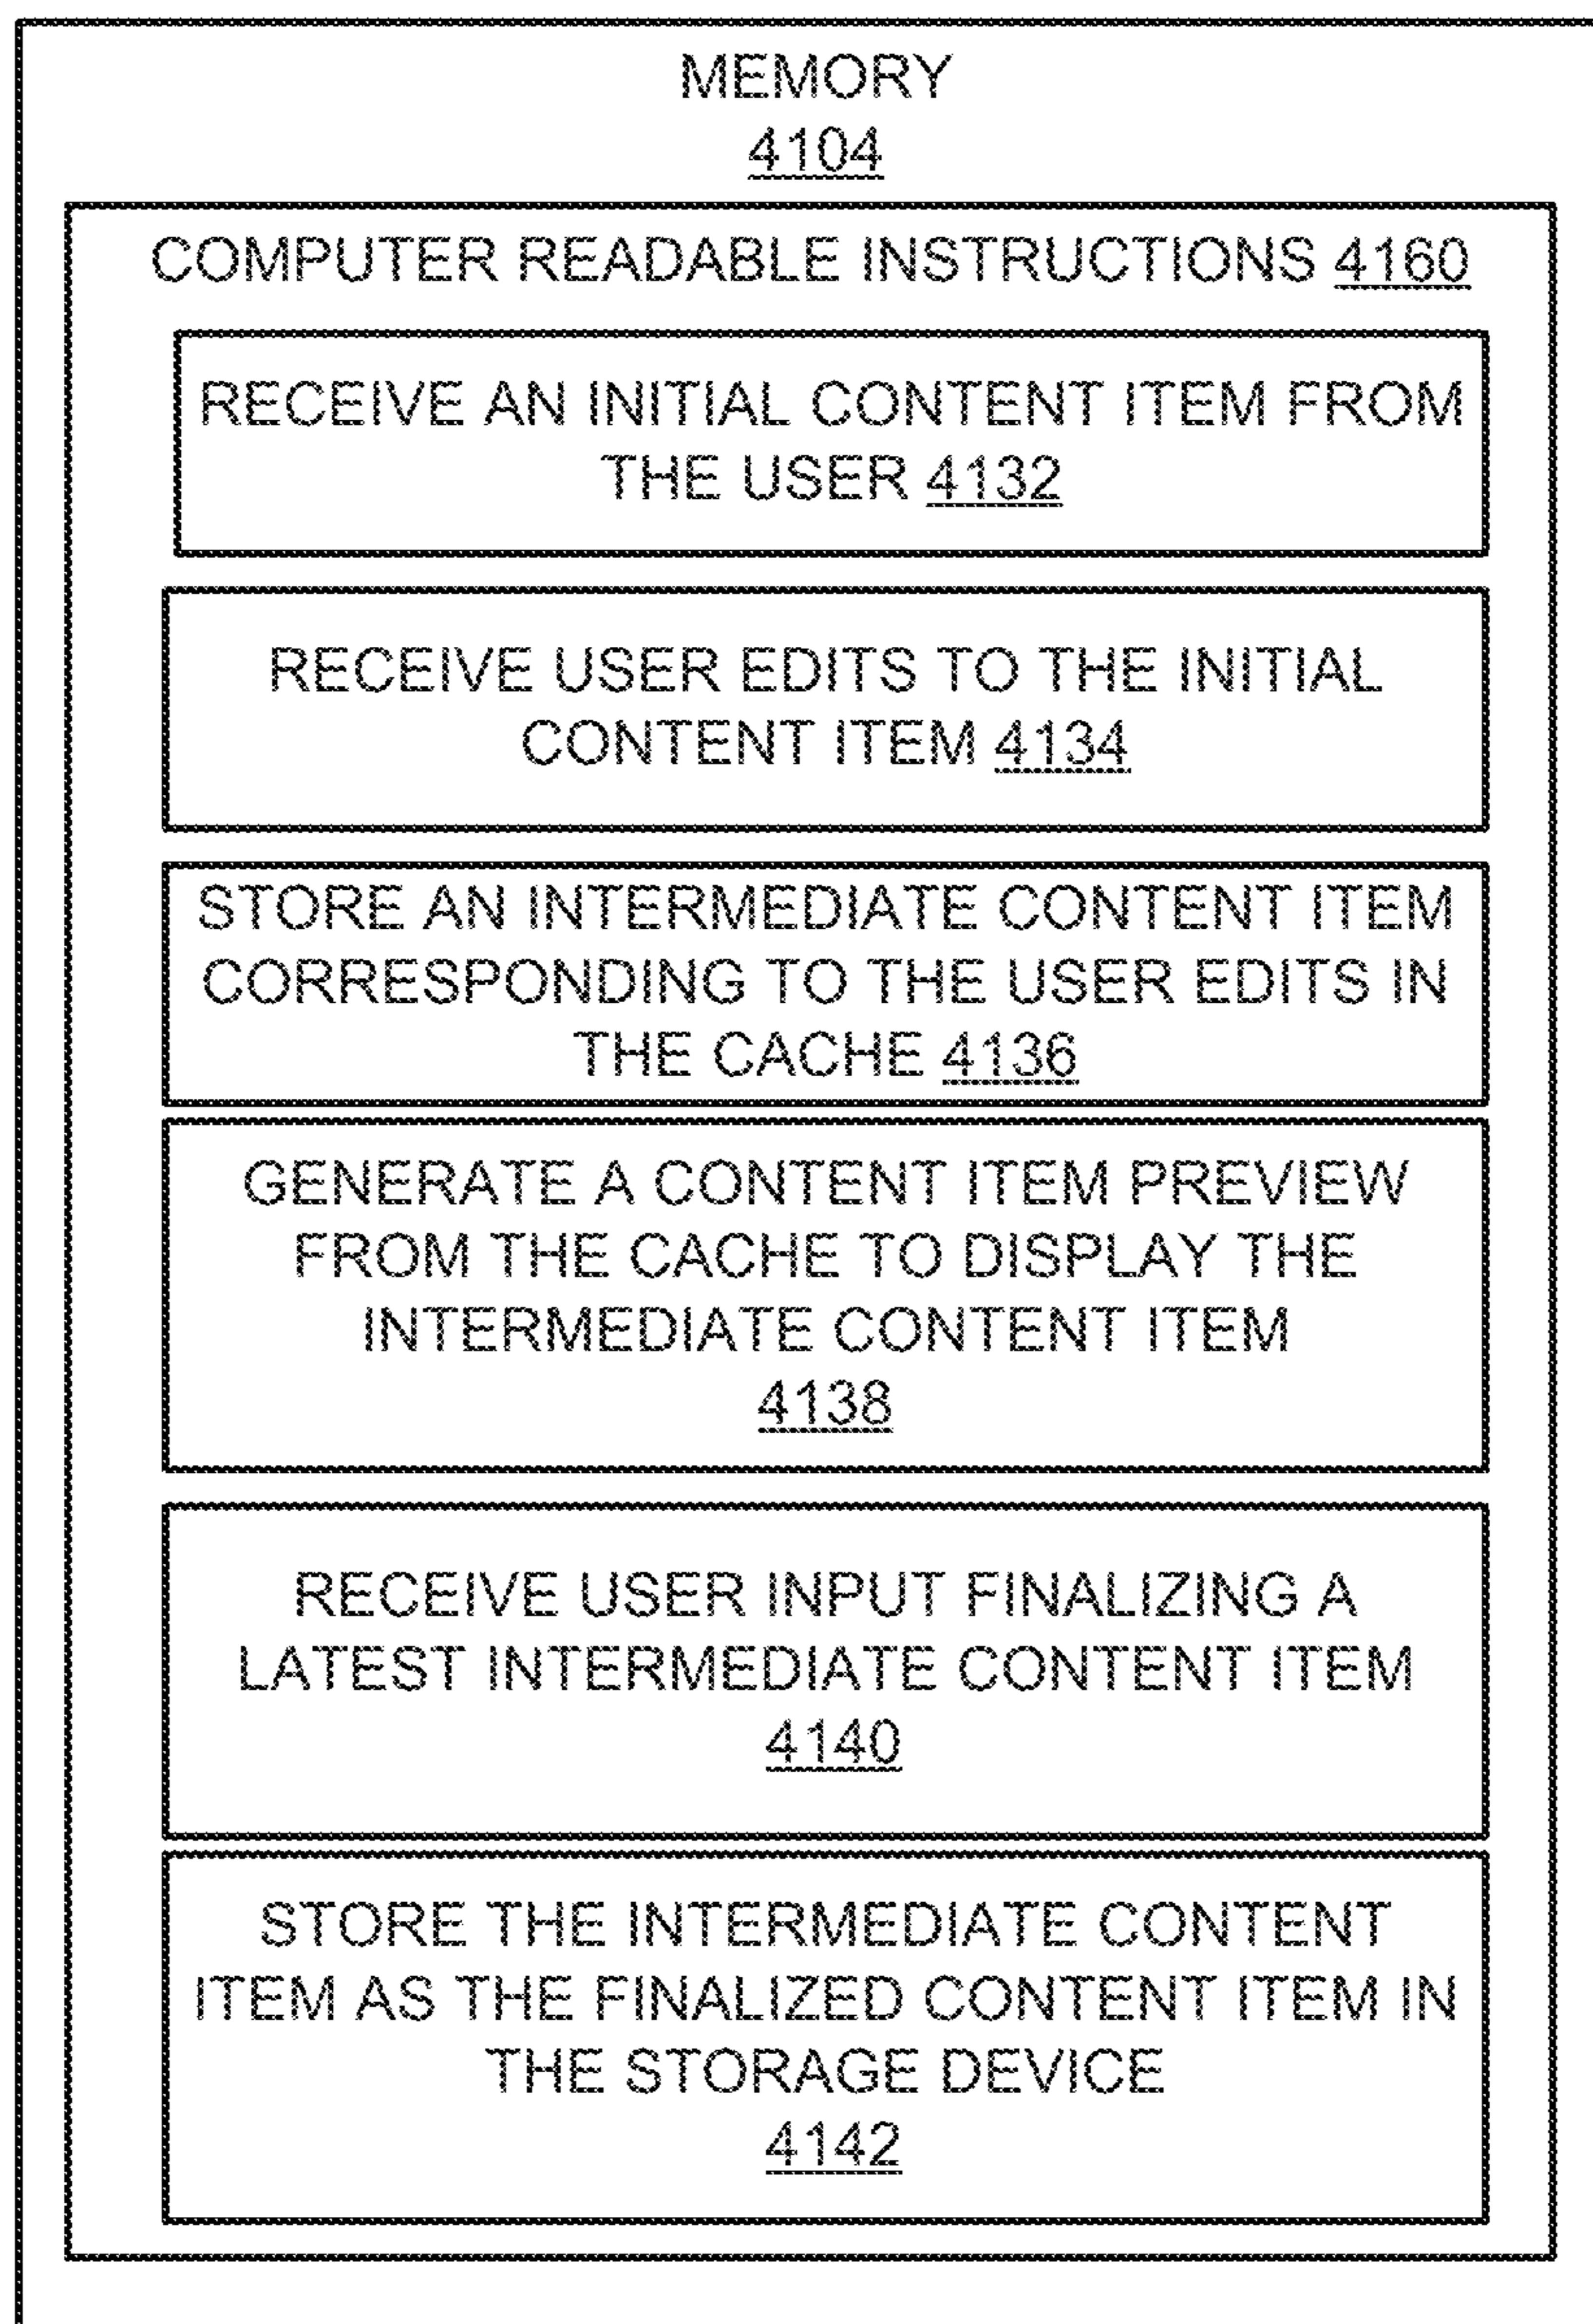 MEMORY
4104
COMPUTER READABLE INSTRUCTIONS 4160
RECEIVE AN INITIAL CONTENT ITEM FROM
THE USER 4132
RECEIVE USER EDITS TO THE INITIAL
CONTENT ITEM 4134
STORE AN INTERMEDIATE CONTENT ITEM
CORRESPONDING TO THE USER EDITS IN
THE CACHE 4136
GENERATE A CONTENT ITEM PREVIEW
FROM THE CACHE TO DISPLAY THE
INTERMEDIATE CONTENT ITEM
4138
RECEIVE USER INPUT FINALIZING A
LATEST INTERMEDIATE CONTENT ITEM
4140
STORE THE INTERMEDIATE CONTENT
ITEM AS THE FINALIZED CONTENT ITEM IN
THE STORAGE DEVICE
4142